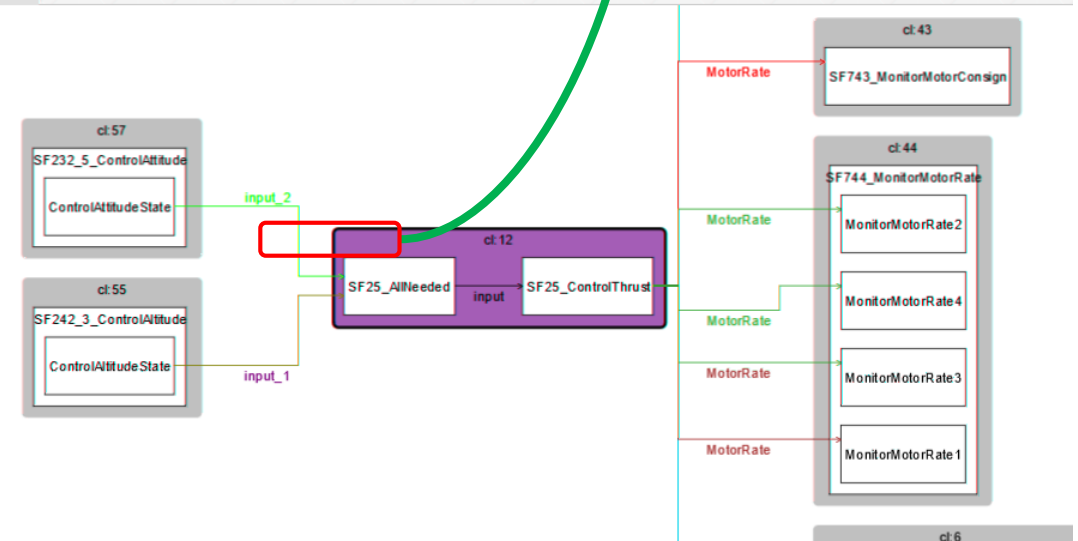 cl:43
SF743_MonitorMotorConsign
MotorRate
cl:57
SF232_5_ControlAttitude
ControlAttitudeState
input_2
cl:55
SF242_3_ControlAltitude
ControlAltitudeState
input_1
cl:12
SF25_AllNeeded
input
SF25_ControlThrust
cl:44
SF744_MonitorMotorRate
MotorRate
MonitorMotorRate2
MotorRate
MonitorMotorRate4
MotorRate
MonitorMotorRate3
MotorRate
MonitorMotorRate1
cl:6